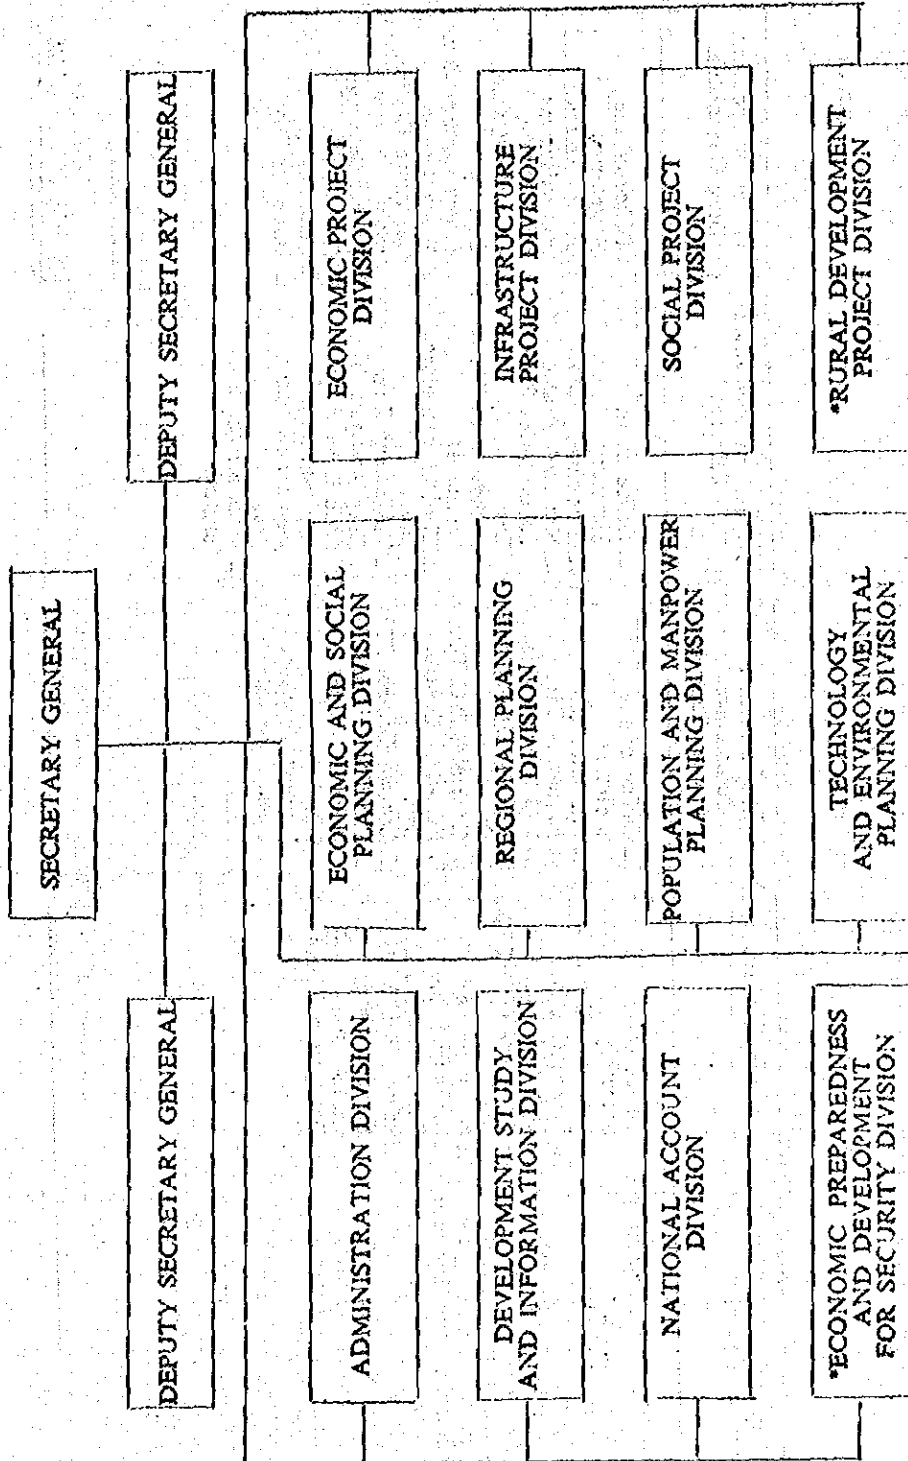 SECRETARY GENERAL
DEPUTY SECRETARY GENERAL
DEPUTY SECRETARY GENERAL
ADMINISTRATION DIVISION
ECONOMIC AND SOCIAL
PLANNING DIVISION
ECONOMIC PROJECT
DIVISION
DEVELOPMENT STUDY
AND INFORMATION DIVISION
REGIONAL PLANNING
DIVISION
INFRASTRUCTURE
PROJECT DIVISION
NATIONAL ACCOUNT
DIVISION
POPULATION AND MANPOWER
PLANNING DIVISION
SOCIAL PROJECT
DIVISION
*ECONOMIC PREPAREDNESS
AND DEVELOPMENT
FOR SECURITY DIVISION
TECHNOLOGY
AND ENVIRONMENTAL
PLANNING DIVISION
*RURAL DEVELOPMENT
PROJECT DIVISION